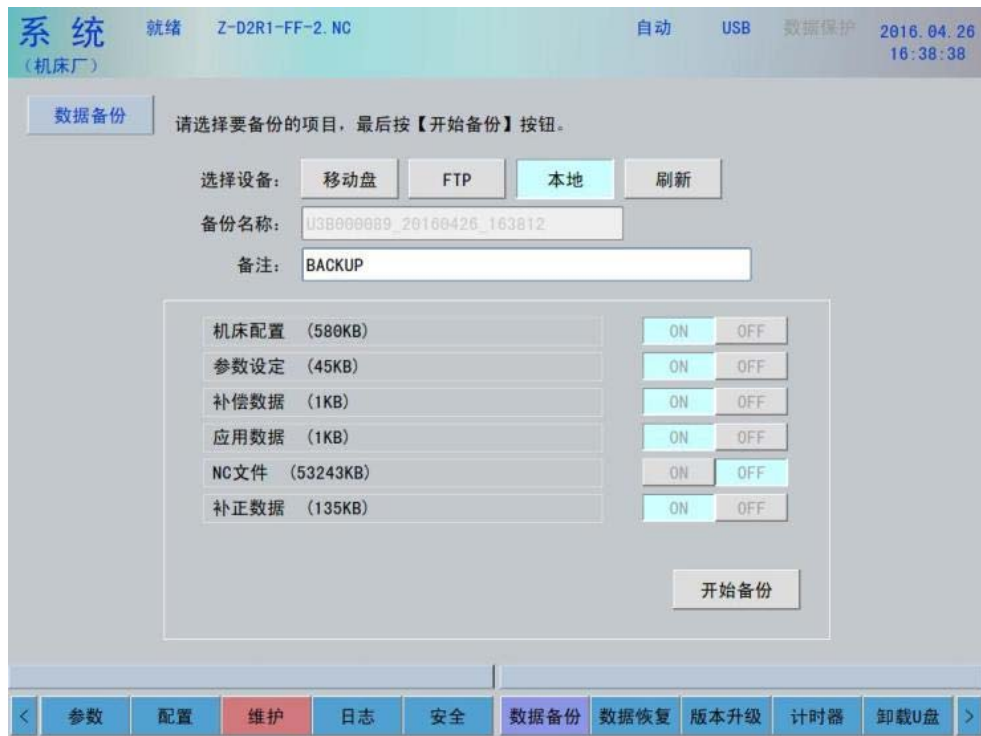 系 统 就绪 Z-D2R1-FF-2.NC 自动 USB 数据保护 2016.04.26
（机床厂） 16:38:38
数据备份 请选择要备份的项目，最后按【开始备份】按钮。
选择设备： 移动盘 FTP 本地 刷新
备份名称： U3B000089_20160426_163812
备注： BACKUP
机床配置 (580KB) ON OFF
参数设定 (45KB) ON OFF
补偿数据 (1KB) ON OFF
应用数据 (1KB) ON OFF
NC文件 (53243KB) ON OFF
补正数据 (135KB) ON OFF
开始备份
< 参数 配置 维护 日志 安全 数据备份 数据恢复 版本升级 计时器 卸载U盘 >